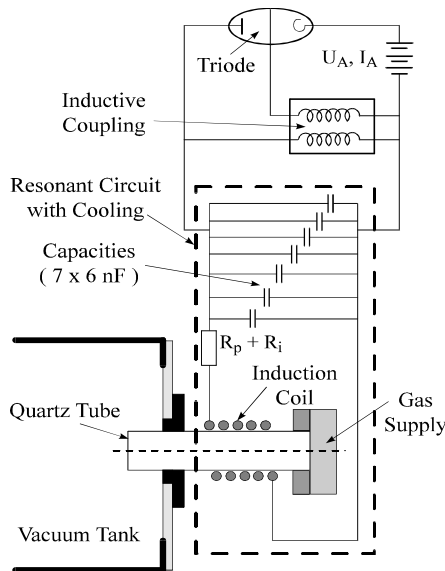 Triode
U_A, I_A
Inductive
Coupling
Resonant Circuit
with Cooling
Capacities
( 7 x 6 nF )
R_p + R_i
Induction
Coil
Gas
Supply
Quartz Tube
Vacuum Tank